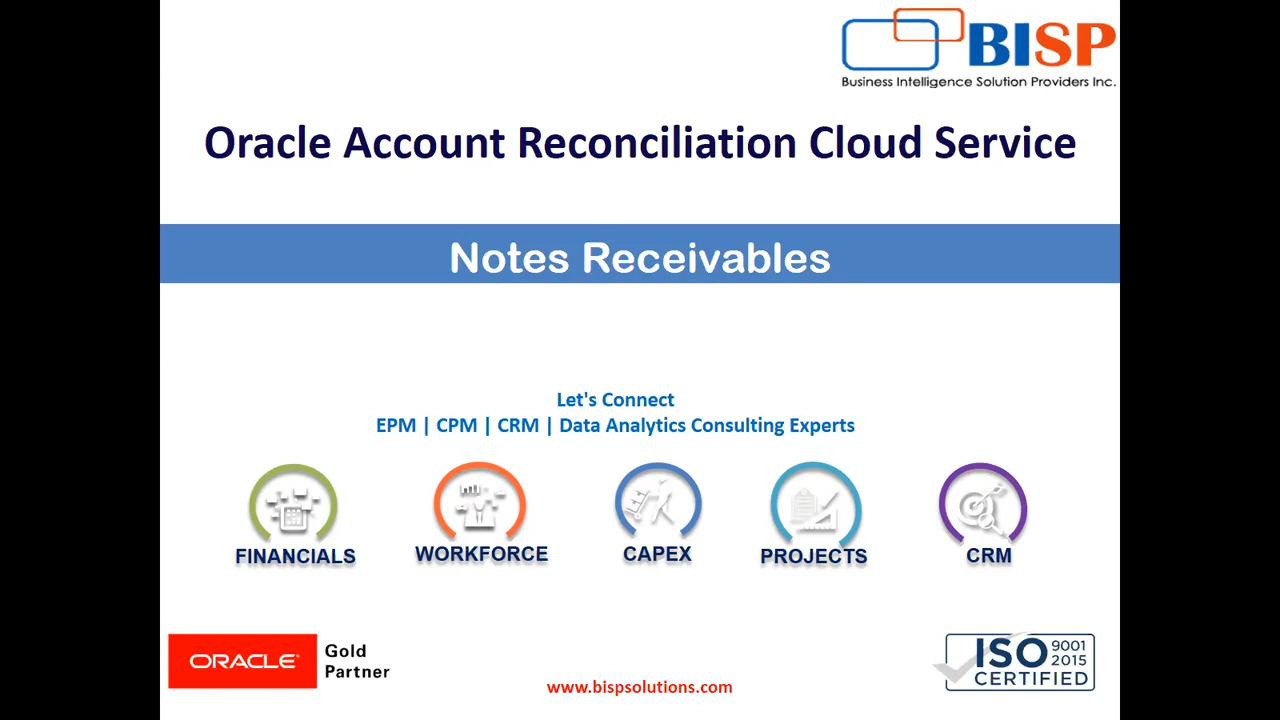 BISP
Business Intelligence Solution Providers Inc.
Oracle Account Reconciliation Cloud Service
Notes Receivables
Let's Connect
EPM | CPM | CRM | Data Analytics Consulting Experts
FINANCIALS
WORKFORCE
CAPEX
PROJECTS
CRM
ORACLE®
Gold
Partner
www.bispsolutions.com
ISO 9001
2015
CERTIFIED